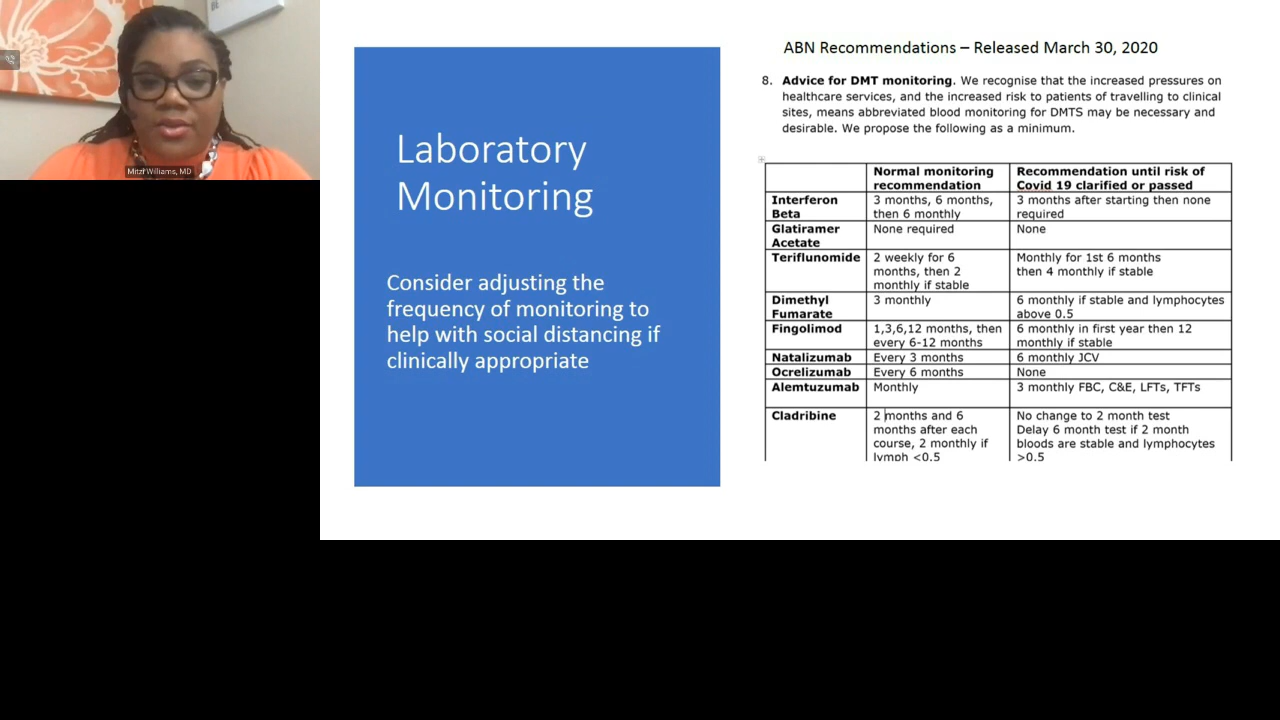 Mitzi Williams, MD
Laboratory
Monitoring
Consider adjusting the
frequency of monitoring to
help with social distancing if
clinically appropriate
ABN Recommendations – Released March 30, 2020
8. Advice for DMT monitoring. We recognise that the increased pressures on
healthcare services, and the increased risk to patients of travelling to clinical
sites, means abbreviated blood monitoring for DMTS may be necessary and
desirable. We propose the following as a minimum.
Normal monitoring
recommendation
Recommendation until risk of
Covid 19 clarified or passed
Interferon
Beta
3 months, 6 months,
then 6 monthly
3 months after starting then none
required
Glatiramer
Acetate
None required
None
Teriflunomide
2 weekly for 6
months, then 2
monthly if stable
Monthly for 1st 6 months
then 4 monthly if stable
Dimethyl
Fumarate
3 monthly
6 monthly if stable and lymphocytes
above 0.5
Fingolimod
1,3,6,12 months, then
every 6-12 months
6 monthly in first year then 12
monthly if stable
Natalizumab
Every 3 months
6 monthly JCV
Ocrelizumab
Every 6 months
None
Alemtuzumab
Monthly
3 monthly FBC, C&E, LFTs, TFTs
Cladribine
2 months and 6
months after each
course, 2 monthly if
lymph <0.5
No change to 2 month test
Delay 6 month test if 2 month
bloods are stable and lymphocytes
>0.5